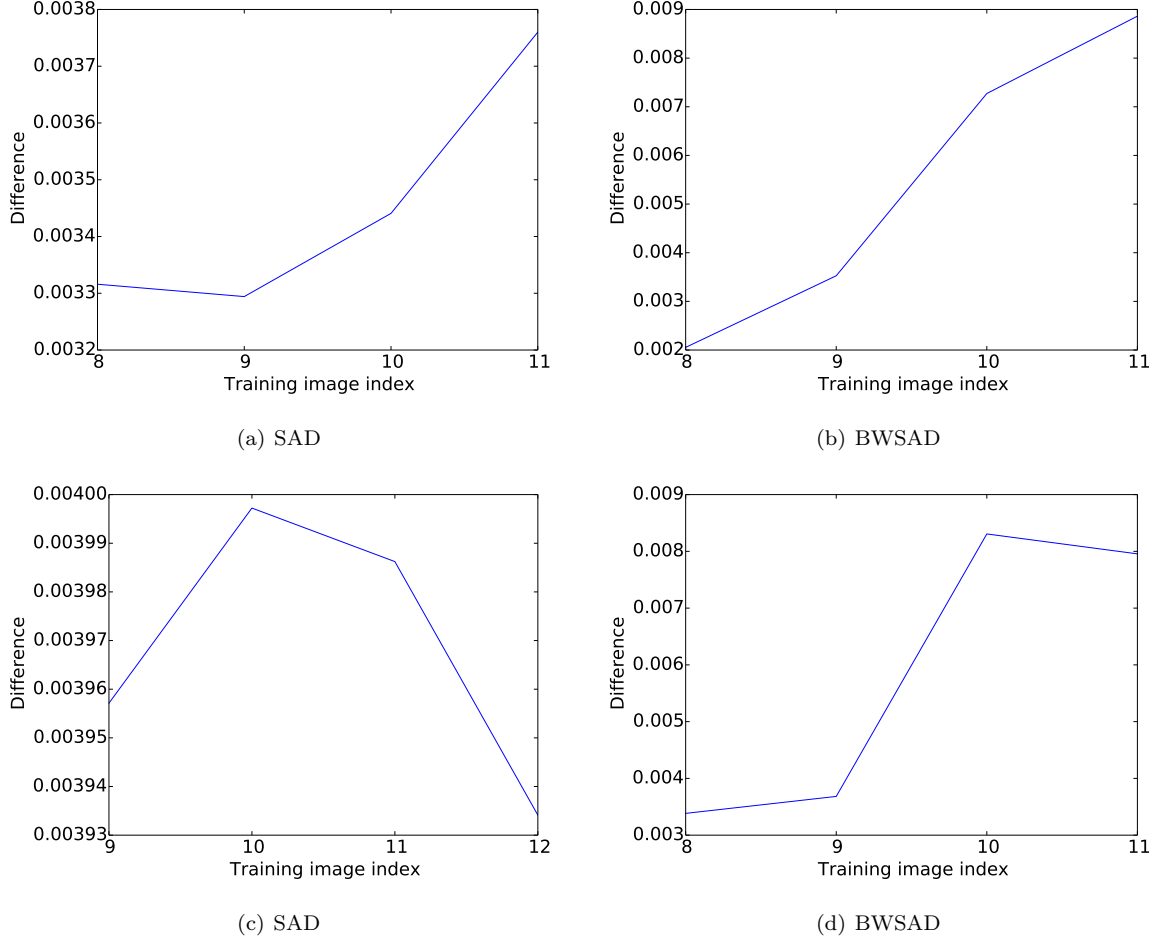 0.0038
0.0037
0.0036
0.0035
0.0034
0.0033
0.0032
Difference
8 9 10 11
Training image index
(a) SAD
0.009
0.008
0.007
0.006
0.005
0.004
0.003
0.002
Difference
8 9 10 11
Training image index
(b) BWSAD
0.00400
0.00399
0.00398
0.00397
0.00396
0.00395
0.00394
0.00393
Difference
9 10 11 12
Training image index
(c) SAD
0.009
0.008
0.007
0.006
0.005
0.004
0.003
Difference
8 9 10 11
Training image index
(d) BWSAD